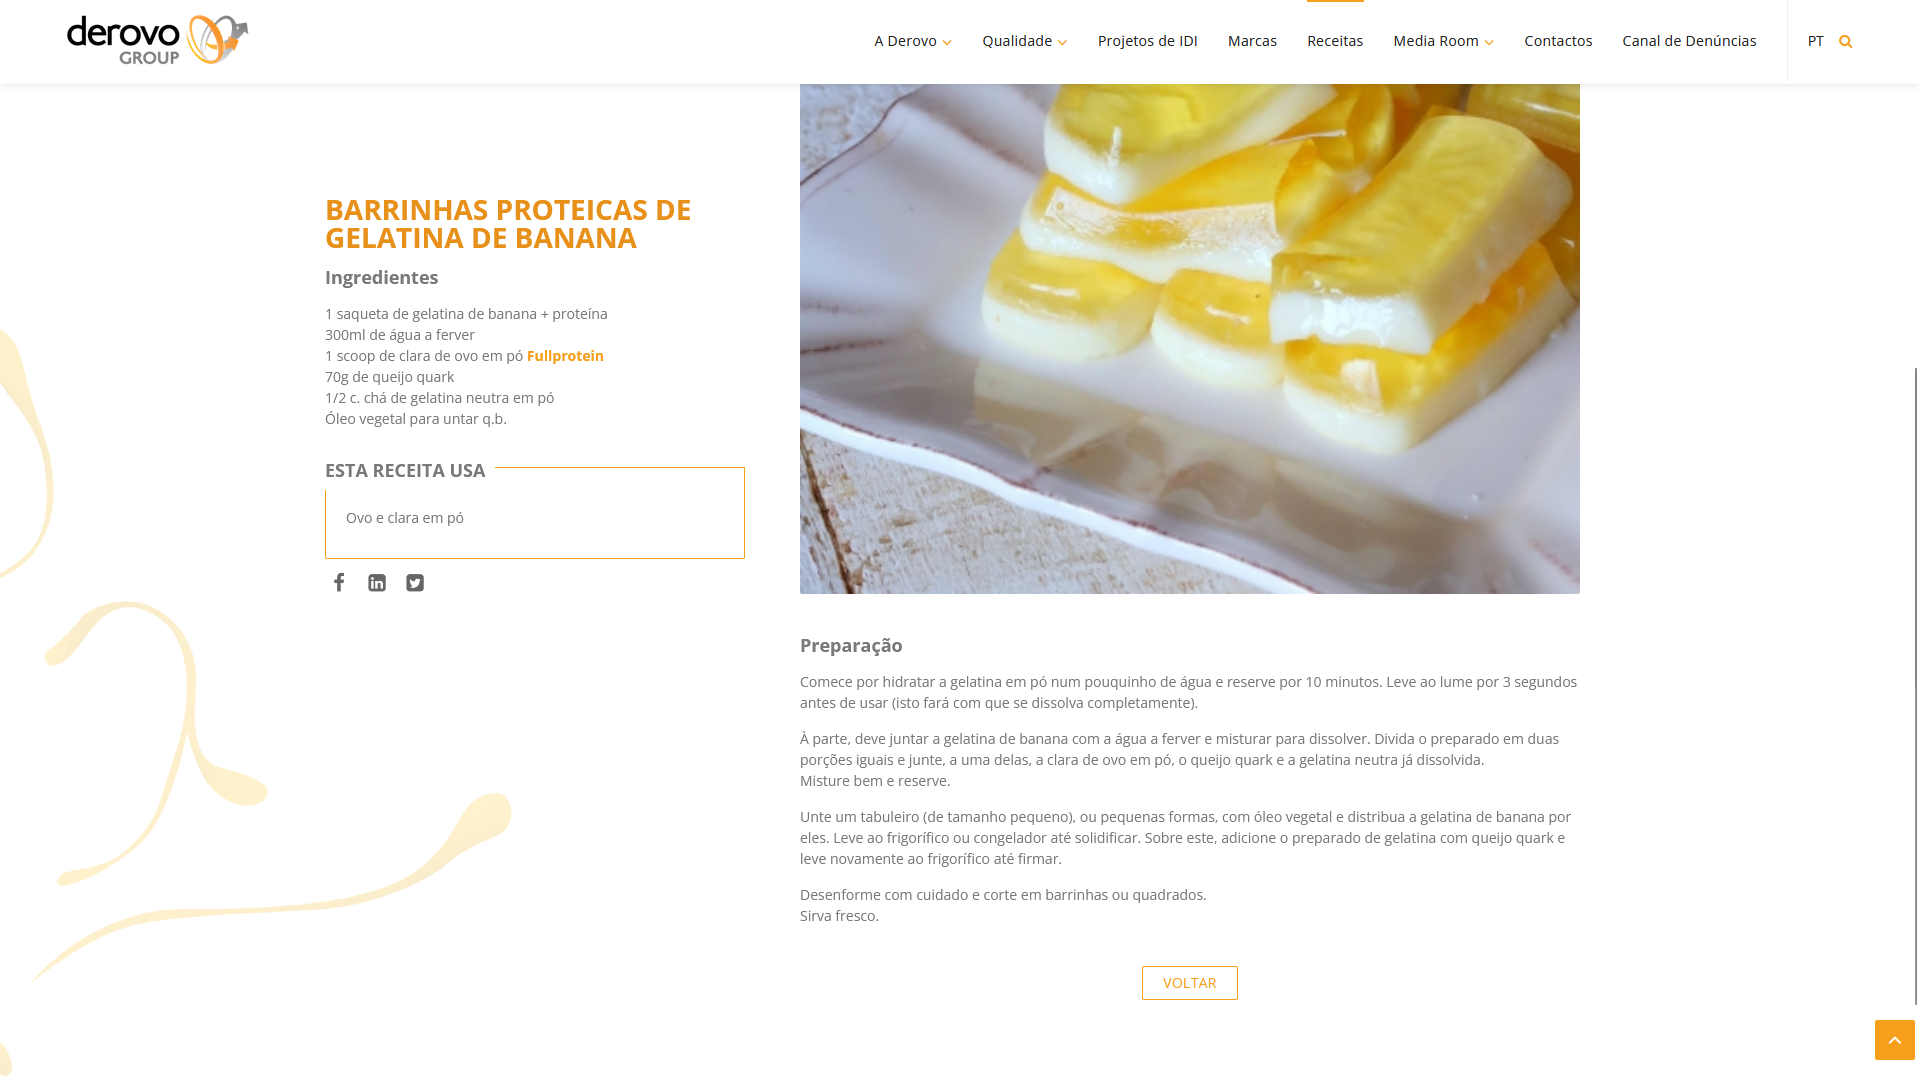 derovo
GROUP
A Derovo
Qualidade
Projetos de IDI
Marcas
Receitas
Media Room
Contactos
Canal de Denúncias
PT
BARRINHAS PROTEICAS DE
GELATINA DE BANANA
Ingredientes
1 saqueta de gelatina de banana + proteína
300ml de água a ferver
1 scoop de clara de ovo em pó Fullprotein
70g de queijo quark
1/2 c. chá de gelatina neutra em pó
Óleo vegetal para untar q.b.
ESTA RECEITA USA
Ovo e clara em pó
Preparação
Comece por hidratar a gelatina em pó num pouquinho de água e reserve por 10 minutos. Leve ao lume por 3 segundos
antes de usar (isto fará com que se dissolva completamente).
À parte, deve juntar a gelatina de banana com a água a ferver e misturar para dissolver. Divida o preparado em duas
porções iguais e junte, a uma delas, a clara de ovo em pó, o queijo quark e a gelatina neutra já dissolvida.
Misture bem e reserve.
Unte um tabuleiro (de tamanho pequeno), ou pequenas formas, com óleo vegetal e distribua a gelatina de banana por
eles. Leve ao frigorífico ou congelador até solidificar. Sobre este, adicione o preparado de gelatina com queijo quark e
leve novamente ao frigorífico até firmar.
Desenforme com cuidado e corte em barrinhas ou quadrados.
Sirva fresco.
VOLTAR